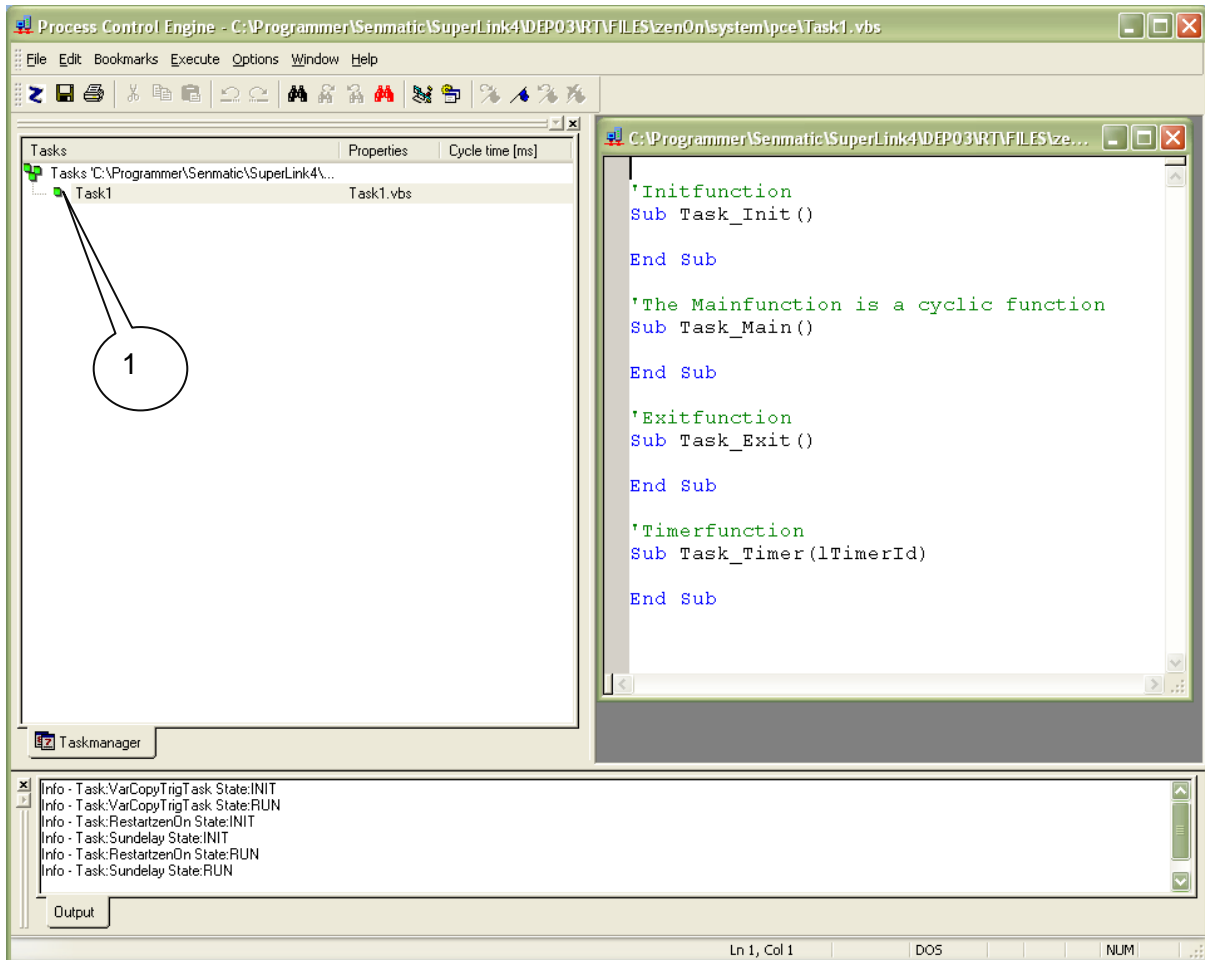 Process Control Engine - C:\Programmer\Senmatic\SuperLink4\DEP03\RT\FILES\zenOn\system\pce\Task1.vbs
File Edit Bookmarks Execute Options Window Help
Tasks Properties Cycle time [ms]
Tasks 'C:\Programmer\Senmatic\SuperLink4\...
Task1 Task1.vbs
1
Taskmanager
C:\Programmer\Senmatic\SuperLink4\DEP03\RT\FILES\ze...
'Initfunction
Sub Task_Init()
End Sub
'The Mainfunction is a cyclic function
Sub Task_Main()
End Sub
'Exitfunction
Sub Task_Exit()
End Sub
'Timerfunction
Sub Task_Timer(lTimerId)
End Sub
Info - Task:VarCopyTrigTask State:INIT
Info - Task:VarCopyTrigTask State:RUN
Info - Task:RestartzenOn State:INIT
Info - Task:Sundelay State:INIT
Info - Task:RestartzenOn State:RUN
Info - Task:Sundelay State:RUN
Output
Ln 1, Col 1 DOS NUM